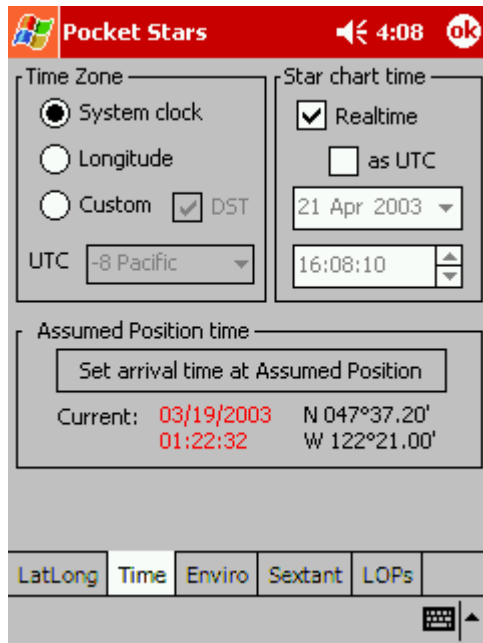 Pocket Stars 4:08 ok
Time Zone
System clock
Longitude
Custom DST
UTC -8 Pacific
Star chart time
Realtime
as UTC
21 Apr 2003
16:08:10
Assumed Position time
Set arrival time at Assumed Position
Current: 03/19/2003 N 047°37.20'
01:22:32 W 122°21.00'
LatLong Time Enviro Sextant LOPs